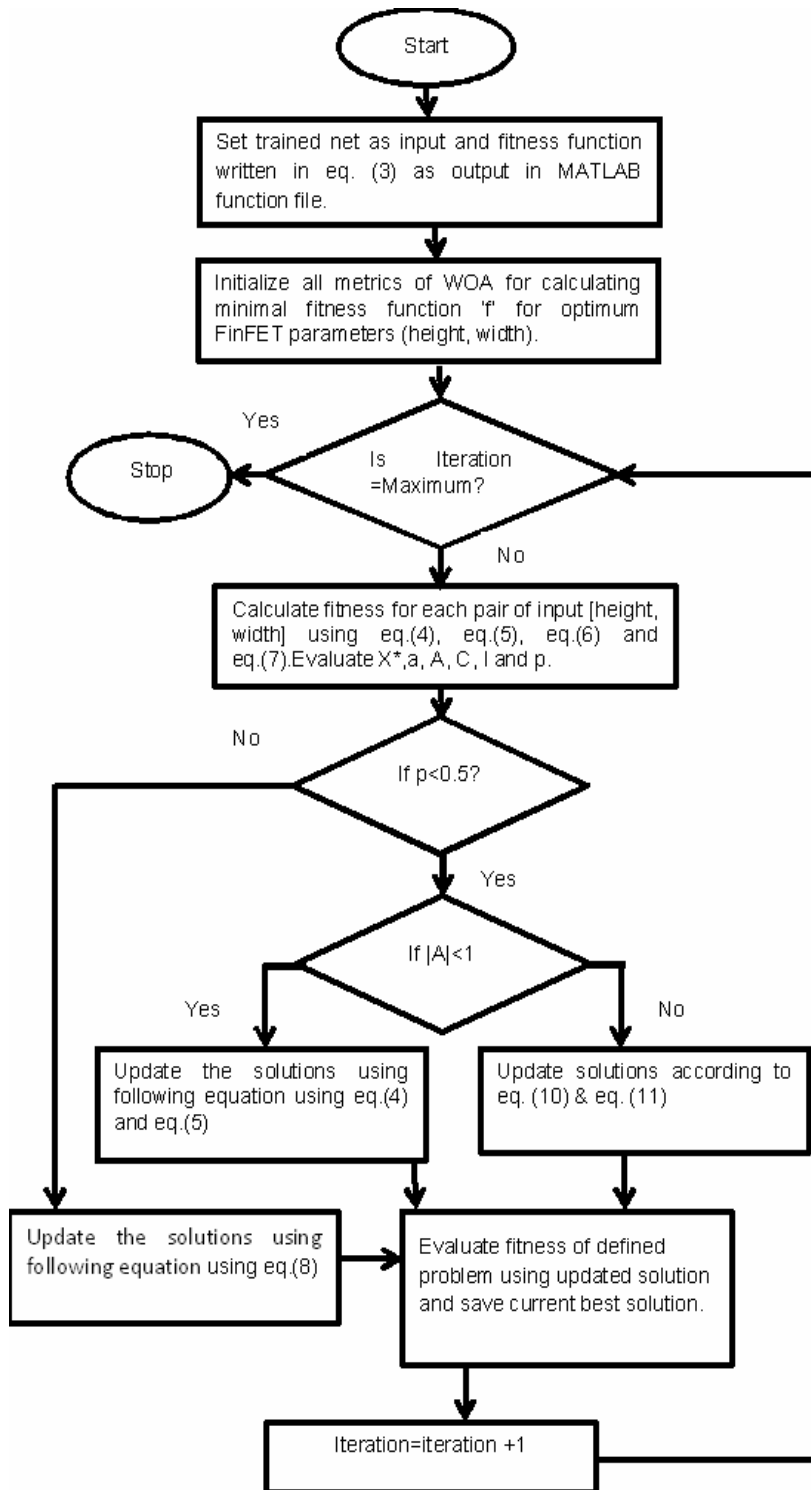 Start
Set trained net as input and fitness function
written in eq. (3) as output in MATLAB
function file.
Initialize all metrics of WOA for calculating
minimal fitness function 'f' for optimum
FinFET parameters (height, width).
Yes
Stop
Is Iteration
=Maximum?
No
Calculate fitness for each pair of input [height,
width] using eq.(4), eq.(5), eq.(6) and
eq.(7).Evaluate X*,a, A, C, l and p.
No
If p<0.5?
Yes
If |A|<1
Yes
No
Update the solutions using
following equation using eq.(4)
and eq.(5)
Update solutions according to
eq. (10) & eq. (11)
Update the solutions using
following equation using eq.(8)
Evaluate fitness of defined
problem using updated solution
and save current best solution.
Iteration=iteration +1